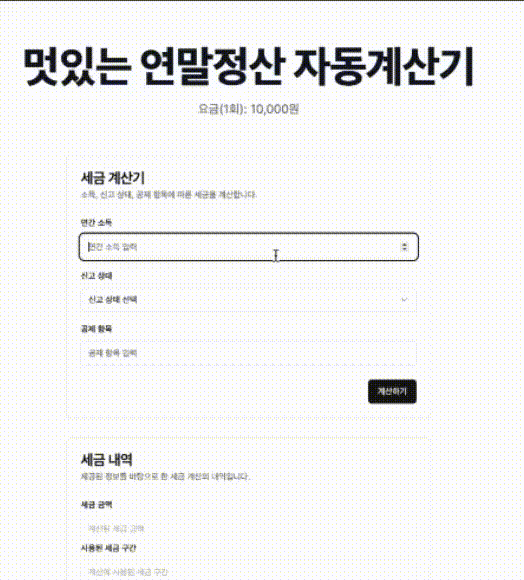 멋있는 연말정산 자동계산기
요금(1회): 10,000원
세금 계산기
소득, 신고 상태, 공제 항목에 따른 세금을 계산합니다.
연간 소득
연간 소득 입력
신고 상태
신고 상태 선택
공제 항목
공제 항목 입력
계산하기
세금 내역
제공된 정보를 바탕으로 한 세금 계산의 내역입니다.
세금 금액
계산된 세금 금액
사용된 세금 구간
계산에 사용된 세금 구간